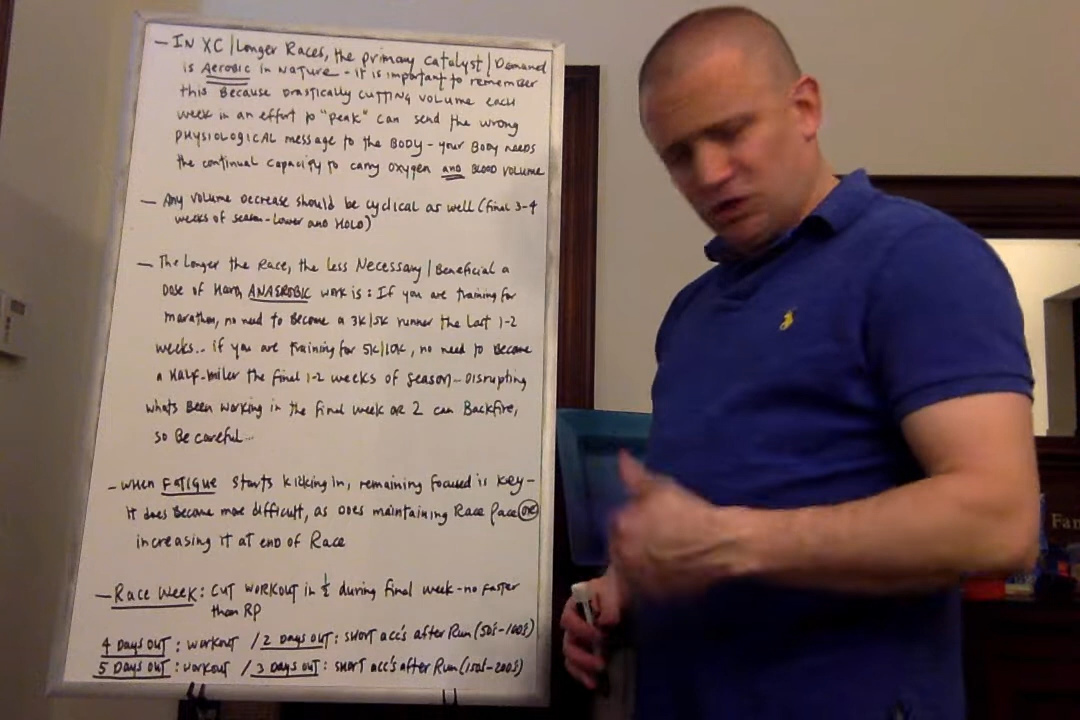 - In XC/Longer Races, the primary catalyst/Demand
is Aerobic in Nature - it is important to remember
this Because Drastically cutting volume each
week in an effort to "peak" can send the wrong
physiological message to the Body - your Body needs
the continual capacity to carry oxygen and Blood volume
- Any volume decrease should be cyclical as well (final 3-4
weeks of season - Lower and Hold)
- The Longer the Race, the less Necessary/Beneficial a
Dose of Hard, ANAEROBIC work is: If you are training for
marathon, no need to Become a 3K/5K runner the last 1-2
weeks... if you are training for 5K/10K, no need to Become
a Half-miler the final 1-2 weeks of season - Disrupting
whats Been working in the final week or 2 can Backfire,
so Be careful...
- when FATIGUE starts kicking in, remaining focused is key -
it does Become more difficult, as does maintaining Race Pace OR
increasing it at end of Race
- Race Week: Cut workout in ½ during final week - no faster
than RP
4 Days out: workout / 2 Days out: short acc's after Run (50s-100s)
5 Days out: workout / 3 Days out: short acc's after Run (150s-200s)
Fan